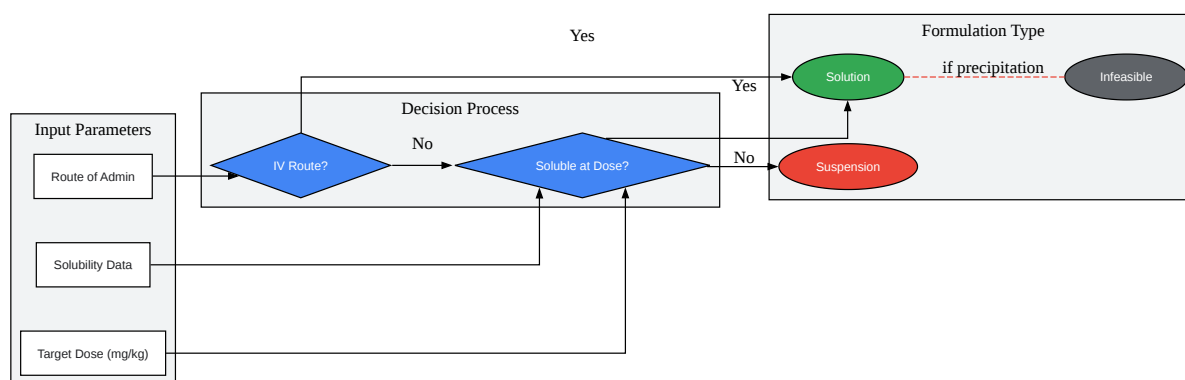 Yes
Formulation Type
Solution
if precipitation
Infeasible
Yes
Decision Process
Input Parameters
IV Route?
No
Soluble at Dose?
No
Suspension
Route of Admin
Solubility Data
Target Dose (mg/kg)